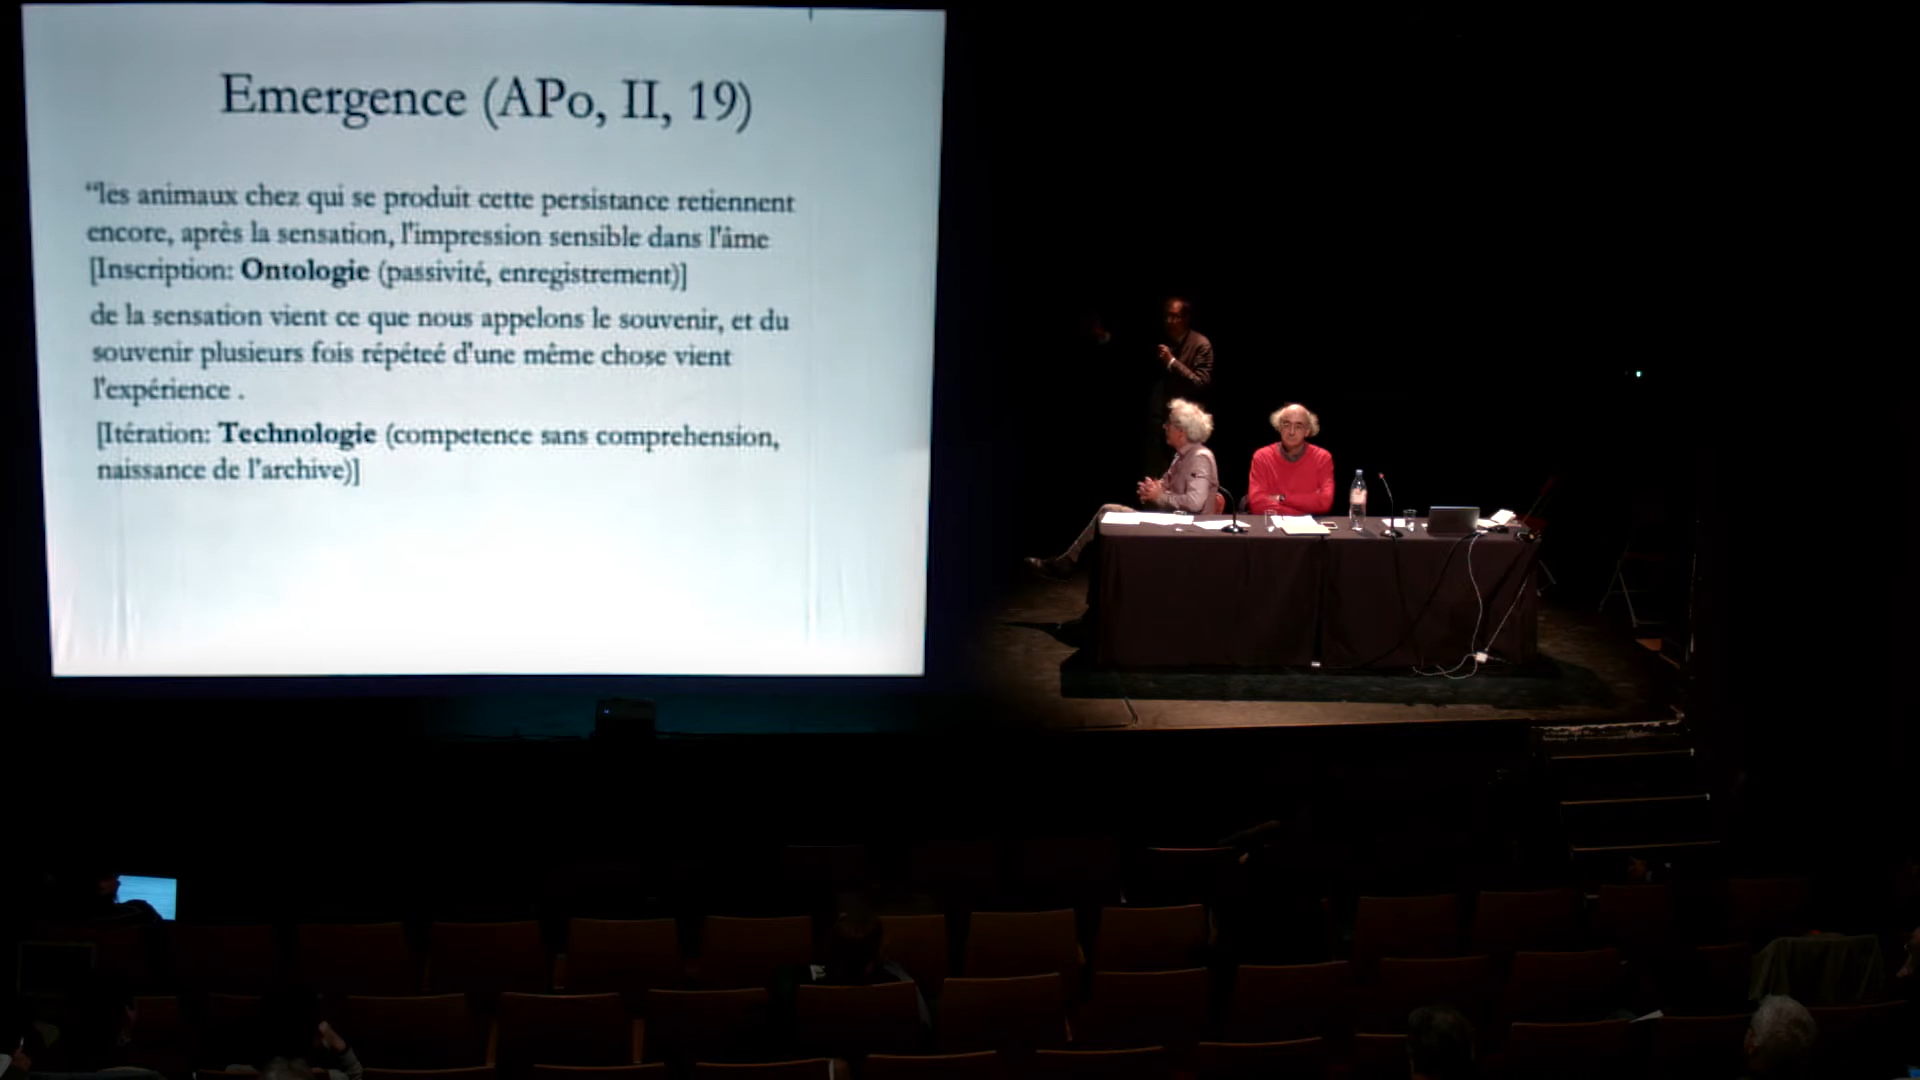 Emergence (APo, II, 19)
“les animaux chez qui se produit cette persistance retiennent
encore, après la sensation, l'impression sensible dans l'âme
[Inscription: Ontologie (passivité, enregistrement)]
de la sensation vient ce que nous appelons le souvenir, et du
souvenir plusieurs fois répéteé d'une même chose vient
l'expérience .
[Itération: Technologie (competence sans comprehension,
naissance de l'archive)]